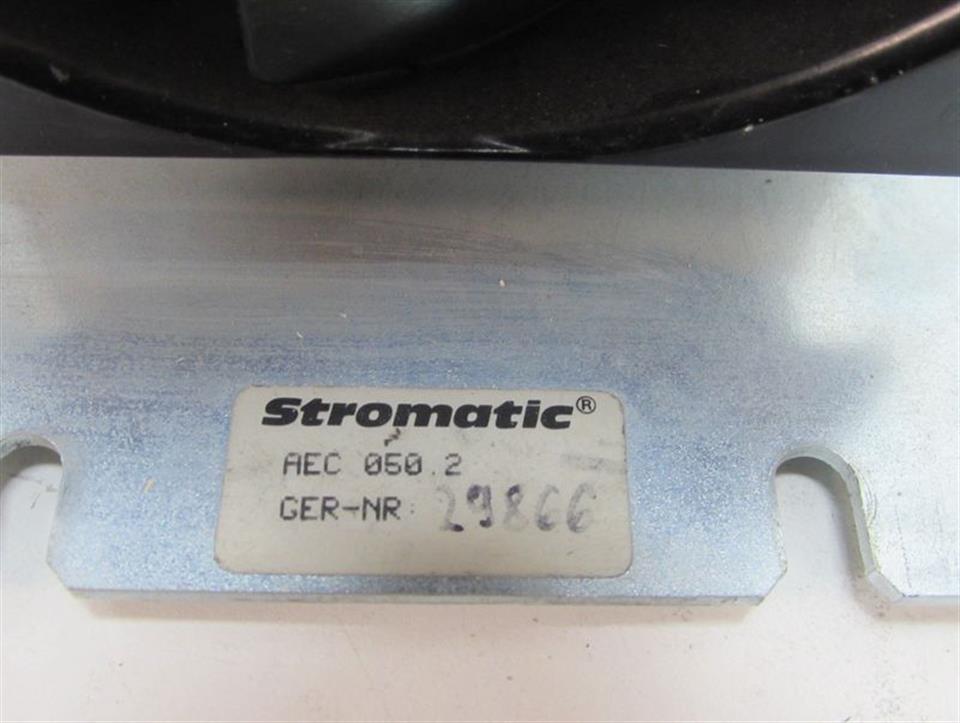 Stromatic®
AEC 050.2
GER-NR: 29866